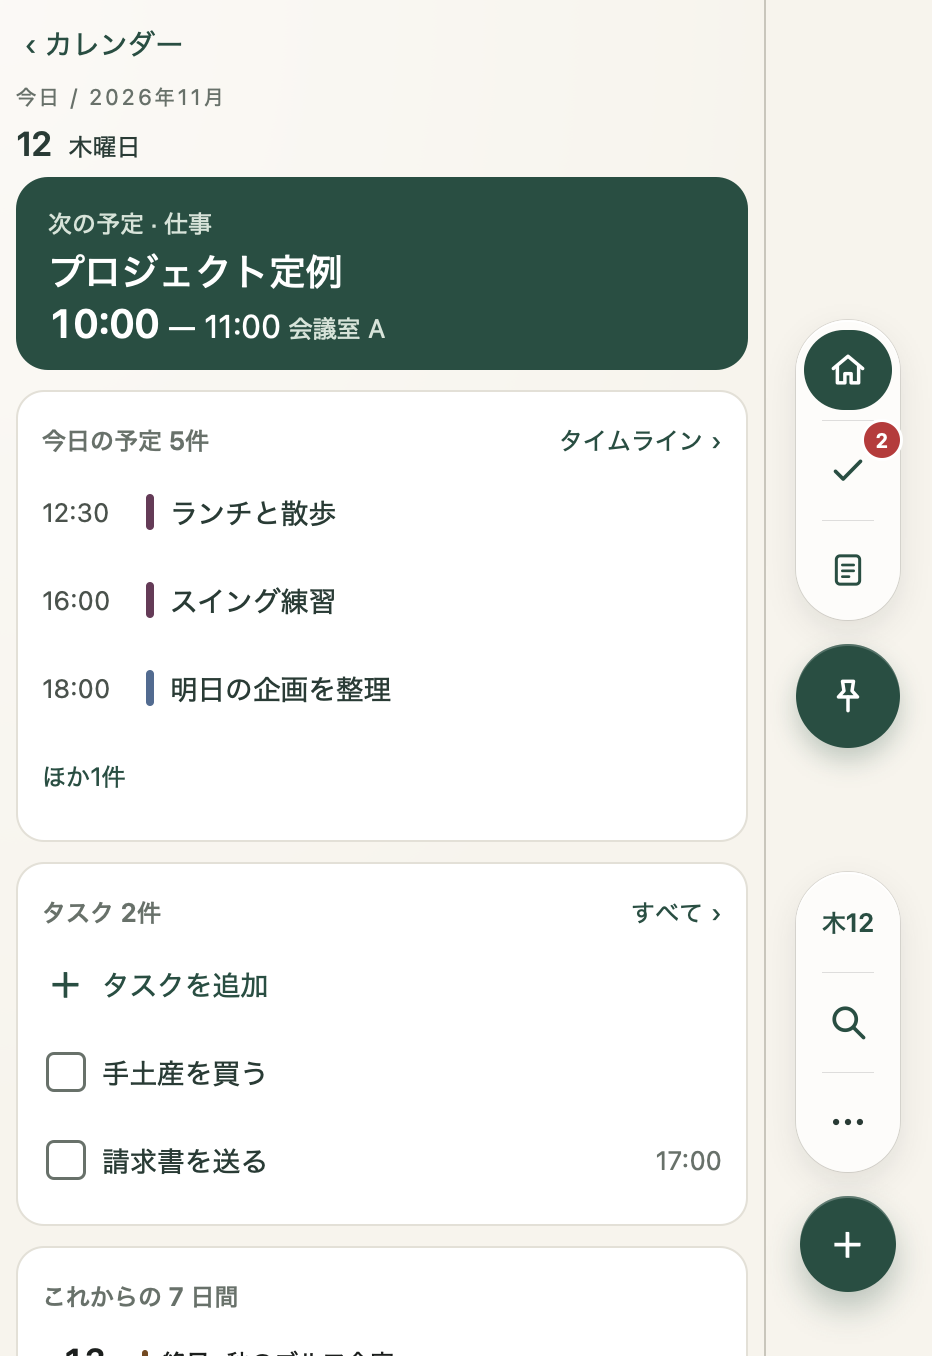 ‹ カレンダー
今日 / 2026年11月
12 木曜日
次の予定 · 仕事
プロジェクト定例
10:00 — 11:00 会議室 A
今日の予定 5件
タイムライン ›
12:30 ランチと散歩
16:00 スイング練習
18:00 明日の企画を整理
ほか1件
タスク 2件
すべて ›
+ タスクを追加
手土産を買う
請求書を送る 17:00
これからの 7 日間
2
木12